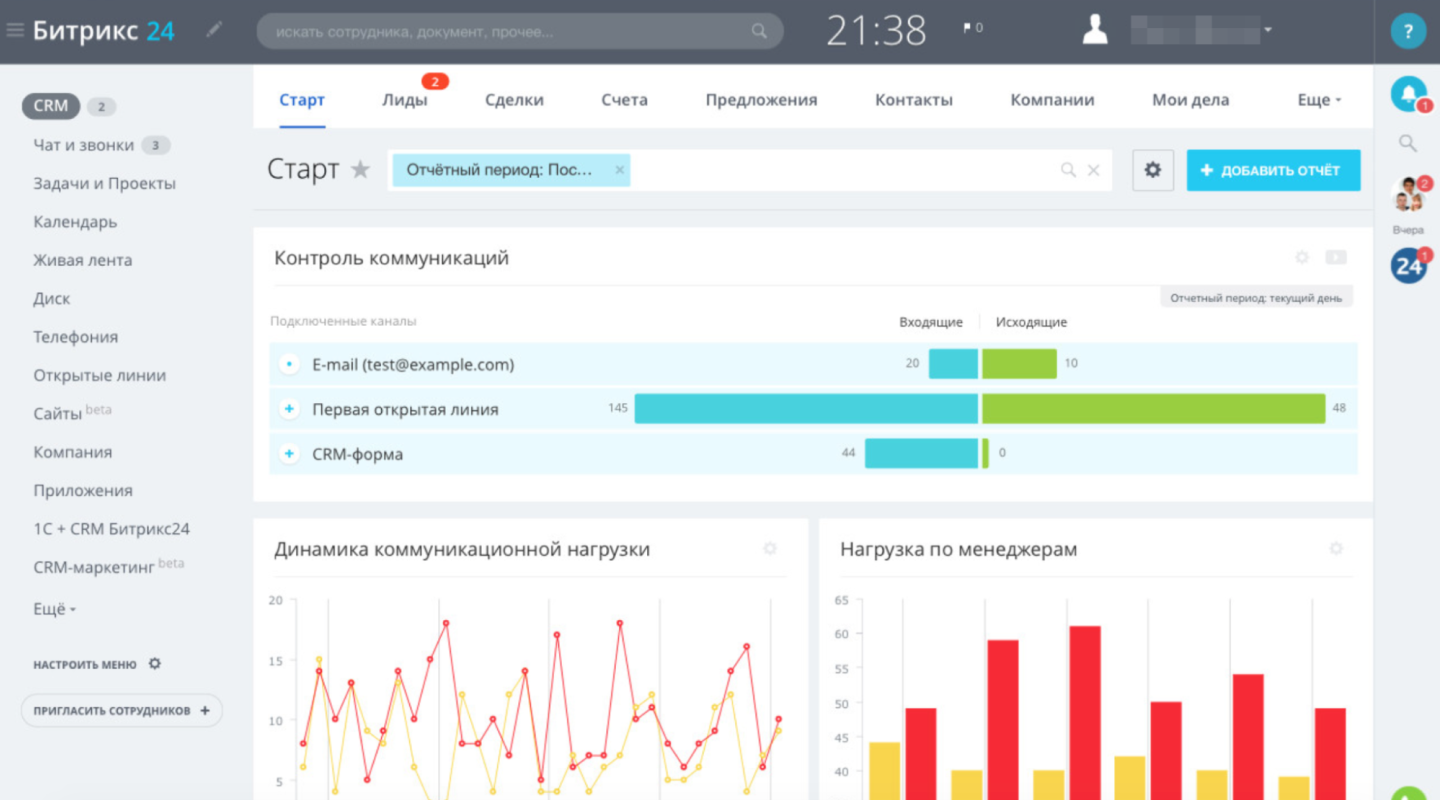 Битрикс 24
искать сотрудника, документ, прочее...
21:38
0
?
CRM 2
Чат и звонки 3
Задачи и Проекты
Календарь
Живая лента
Диск
Телефония
Открытые линии
Сайты beta
Компания
Приложения
1С + CRM Битрикс24
CRM-маркетинг beta
Ещё
НАСТРОИТЬ МЕНЮ
ПРИГЛАСИТЬ СОТРУДНИКОВ +
Старт Лиды 2 Сделки Счета Предложения Контакты Компании Мои дела Еще
Старт
Отчётный период: Пос... ×
+ ДОБАВИТЬ ОТЧЁТ
Контроль коммуникаций
Отчетный период: текущий день
Подключенные каналы Входящие Исходящие
E-mail (test@example.com) 20 10
Первая открытая линия 145 48
CRM-форма 44 0
Динамика коммуникационной нагрузки
20
15
10
5
Нагрузка по менеджерам
65
60
55
50
45
40
1
2
Вчера
24 1